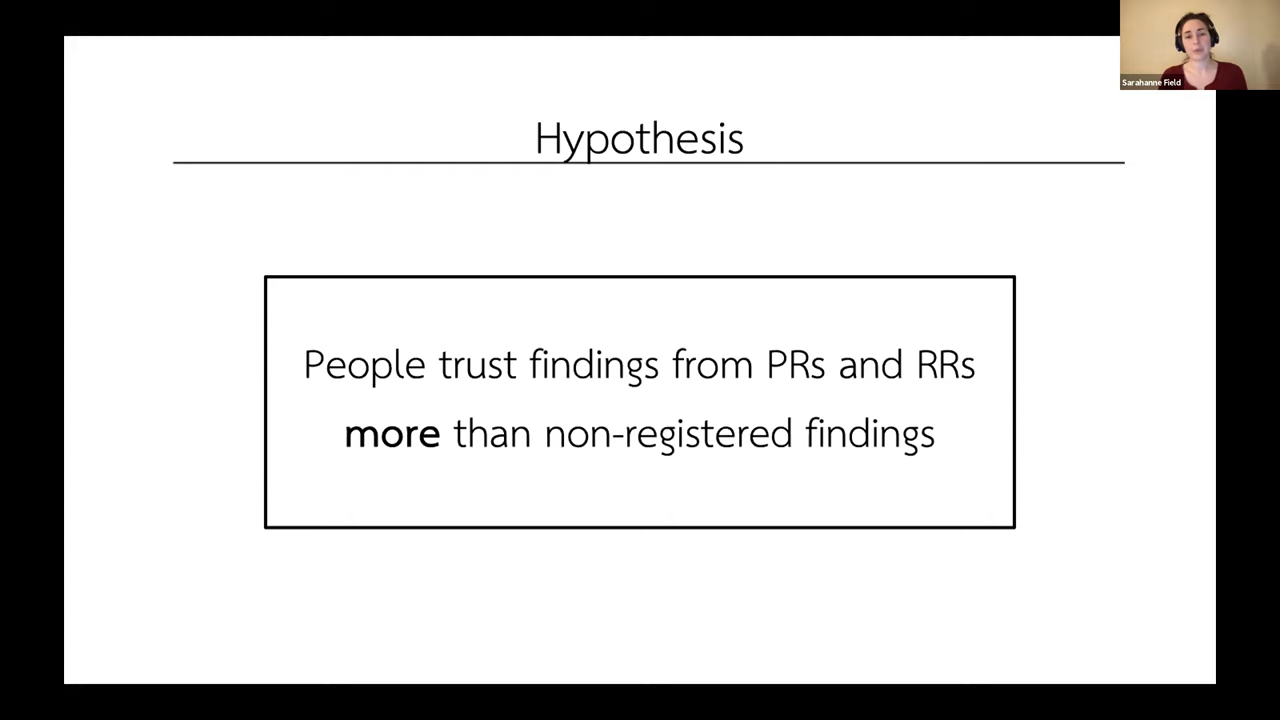 Hypothesis
People trust findings from PRs and RRs
more than non-registered findings
Sarahanne Field